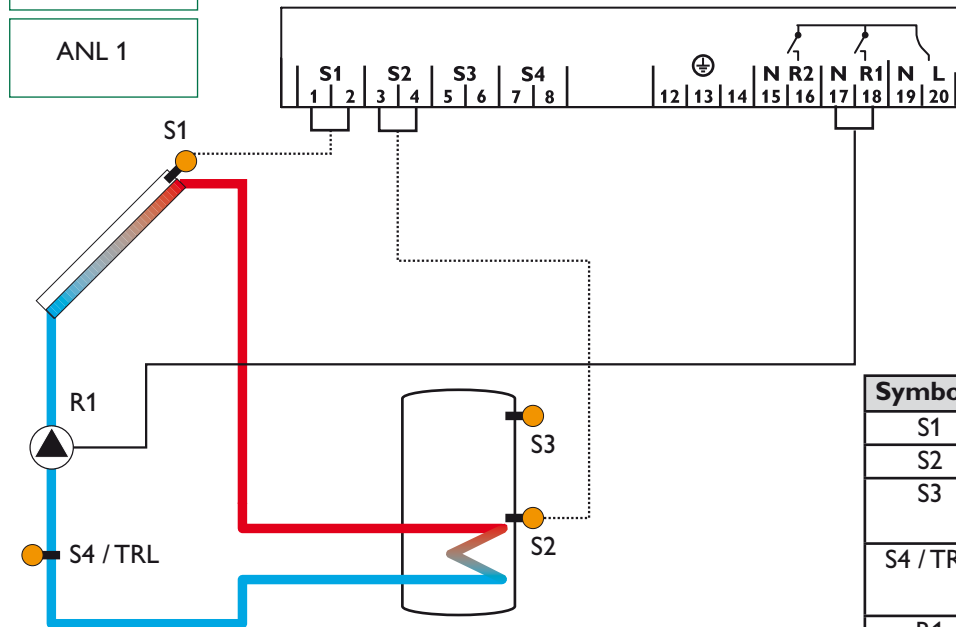 ANL 1
S1 S2 S3 S4 N R2 N R1 N L
1 2 3 4 5 6 7 8 12 13 14 15 16 17 18 19 20
S1
R1
S3
S2
S4 / TRL
Symbo
S1
S2
S3
S4 / TR
R1